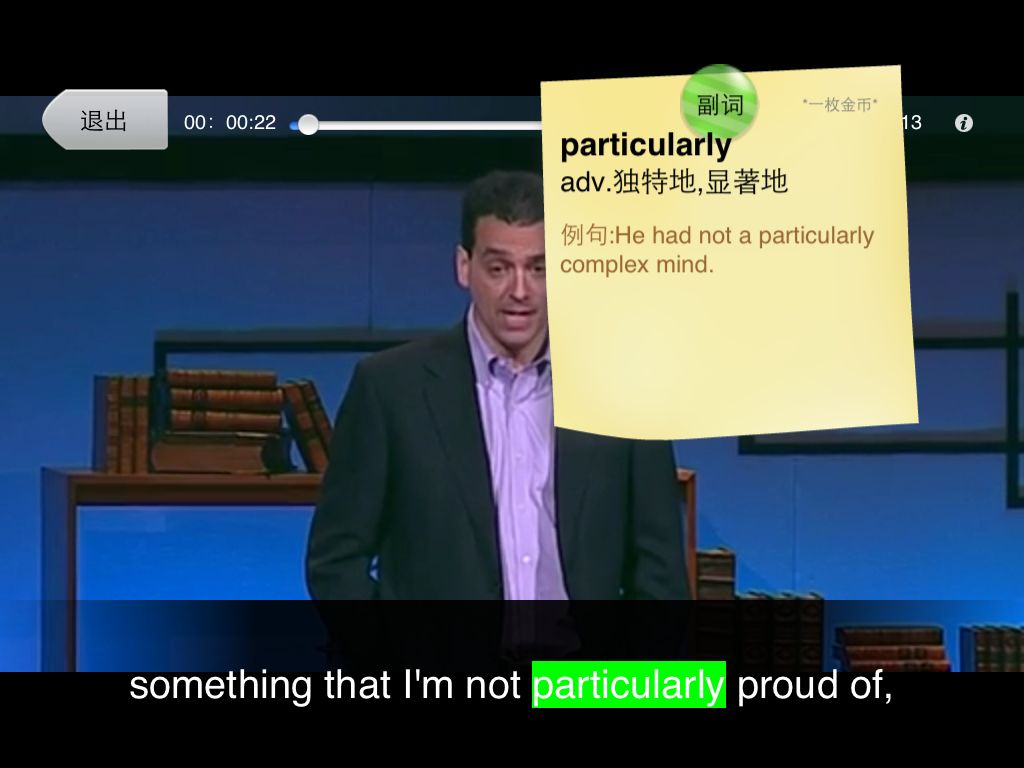 退出
00: 00:22
13
副词
*一枚金币*
particularly
adv.独特地,显著地
例句:He had not a particularly
complex mind.
something that I'm not particularly proud of,